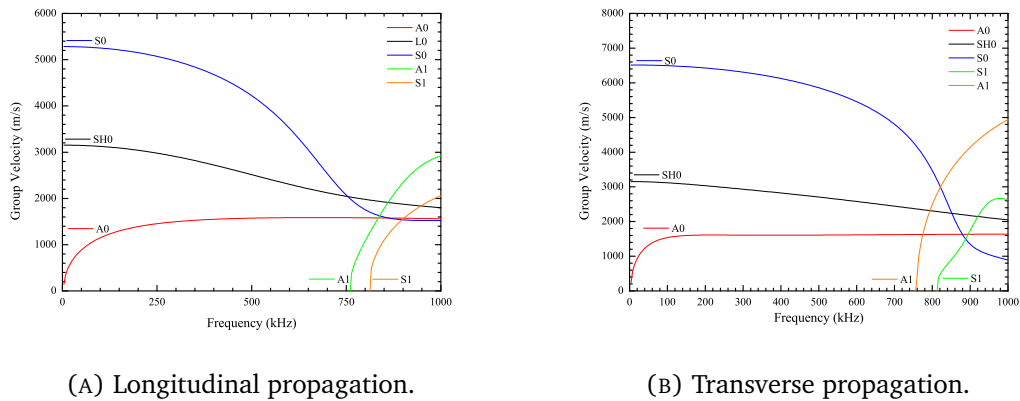 6000
5000
4000
3000
2000
1000
0
Group Velocity (m/s)
S0
SH0
A0
A1
S1
A0
L0
S0
A1
S1
0 250 500 750 1000
Frequency (kHz)
(A) Longitudinal propagation.
8000
7000
6000
5000
4000
3000
2000
1000
0
Group Velocity (m/s)
S0
SH0
A0
A1
S1
A0
SH0
S0
S1
A1
0 100 200 300 400 500 600 700 800 900 1000
Frequency (kHz)
(B) Transverse propagation.